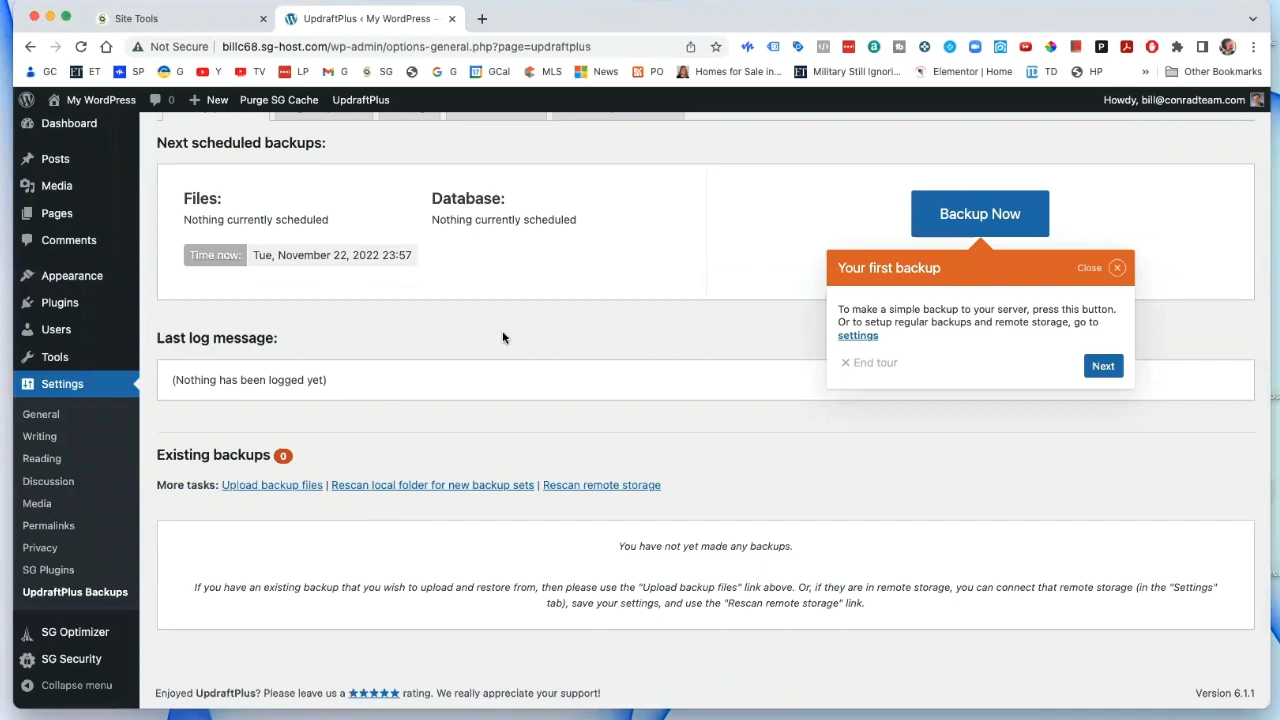 Site Tools
UpdraftPlus ‹ My WordPress —
Not Secure
billc68.sg-host.com/wp-admin/options-general.php?page=updraftplus
GC
ET
SP
G
Y
TV
LP
G
SG
G
GCal
MLS
News
PO
Homes for Sale in...
Military Still Ignori...
Elementor | Home
TD
HP
»
Other Bookmarks
My WordPress
0
New
Purge SG Cache
UpdraftPlus
Howdy, bill@conradteam.com
Dashboard
Posts
Media
Pages
Comments
Appearance
Plugins
Users
Tools
Settings
General
Writing
Reading
Discussion
Media
Permalinks
Privacy
SG Plugins
UpdraftPlus Backups
SG Optimizer
SG Security
Collapse menu
Next scheduled backups:
Files:
Nothing currently scheduled
Database:
Nothing currently scheduled
Time now: Tue, November 22, 2022 23:57
Backup Now
Your first backup
Close
To make a simple backup to your server, press this button.
Or to setup regular backups and remote storage, go to
settings
End tour
Next
Last log message:
(Nothing has been logged yet)
Existing backups 0
More tasks: Upload backup files | Rescan local folder for new backup sets | Rescan remote storage
You have not yet made any backups.
If you have an existing backup that you wish to upload and restore from, then please use the "Upload backup files" link above. Or, if they are in remote storage, you can connect that remote storage (in the "Settings"
tab), save your settings, and use the "Rescan remote storage" link.
Enjoyed UpdraftPlus? Please leave us a ★★★★★ rating. We really appreciate your support!
Version 6.1.1